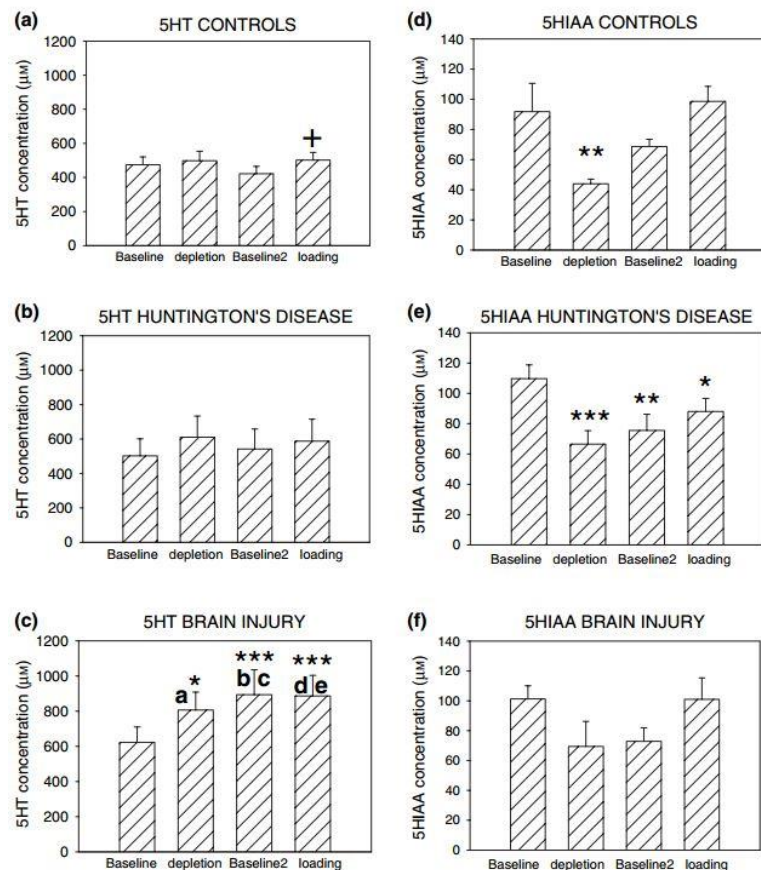 (a)
5HT CONTROLS
5HT concentration (µM)
1200
1000
800
600
400
200
0
+
Baseline depletion Baseline2 loading
(d)
5HIAA CONTROLS
5HIAA concentration (µM)
140
120
100
80
60
40
20
0
**
Baseline depletion Baseline2 loading
(b)
5HT HUNTINGTON'S DISEASE
5HT concentration (µM)
1200
1000
800
600
400
200
0
Baseline depletion Baseline2 loading
(e)
5HIAA HUNTINGTON'S DISEASE
5HIAA concentration (µM)
140
120
100
80
60
40
20
0
*** ** *
Baseline depletion Baseline2 loading
(c)
5HT BRAIN INJURY
5HT concentration (µM)
1200
1000
800
600
400
200
0
* *** ***
a b c d e
Baseline depletion Baseline2 loading
(f)
5HIAA BRAIN INJURY
5HIAA concentration (µM)
140
120
100
80
60
40
20
0
Baseline depletion Baseline2 loading